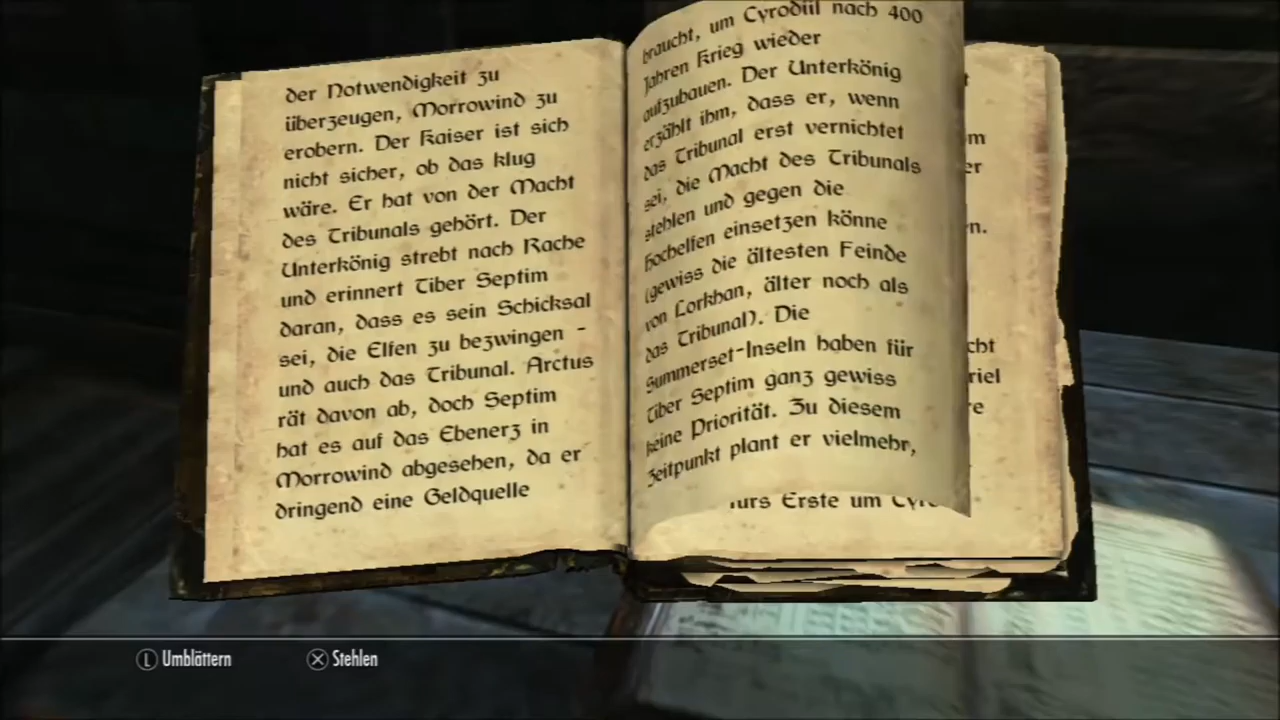 der Notwendigkeit zu
überzeugen, Morrowind zu
erobern. Der Kaiser ist sich
nicht sicher, ob das klug
wäre. Er hat von der Macht
des Tribunals gehört. Der
Unterkönig strebt nach Rache
und erinnert Tiber Septim
daran, dass es sein Schicksal
sei, die Elfen zu bezwingen -
und auch das Tribunal. Arctus
rät davon ab, doch Septim
hat es auf das Ebenerz in
Morrowind abgesehen, da er
dringend eine Geldquelle
braucht, um Cyrodiil nach 400
Jahren Krieg wieder
aufzubauen. Der Unterkönig
erzählt ihm, dass er, wenn
das Tribunal erst vernichtet
sei, die Macht des Tribunals
stehlen und gegen die
Hochelfen einsetzen könne
(gewiss die ältesten Feinde
von Lorkhan, älter noch als
das Tribunal). Die
Summerset-Inseln haben für
Tiber Septim ganz gewiss
keine Priorität. Zu diesem
Zeitpunkt plant er vielmehr,
Erste um
L Umblättern
X Stehlen